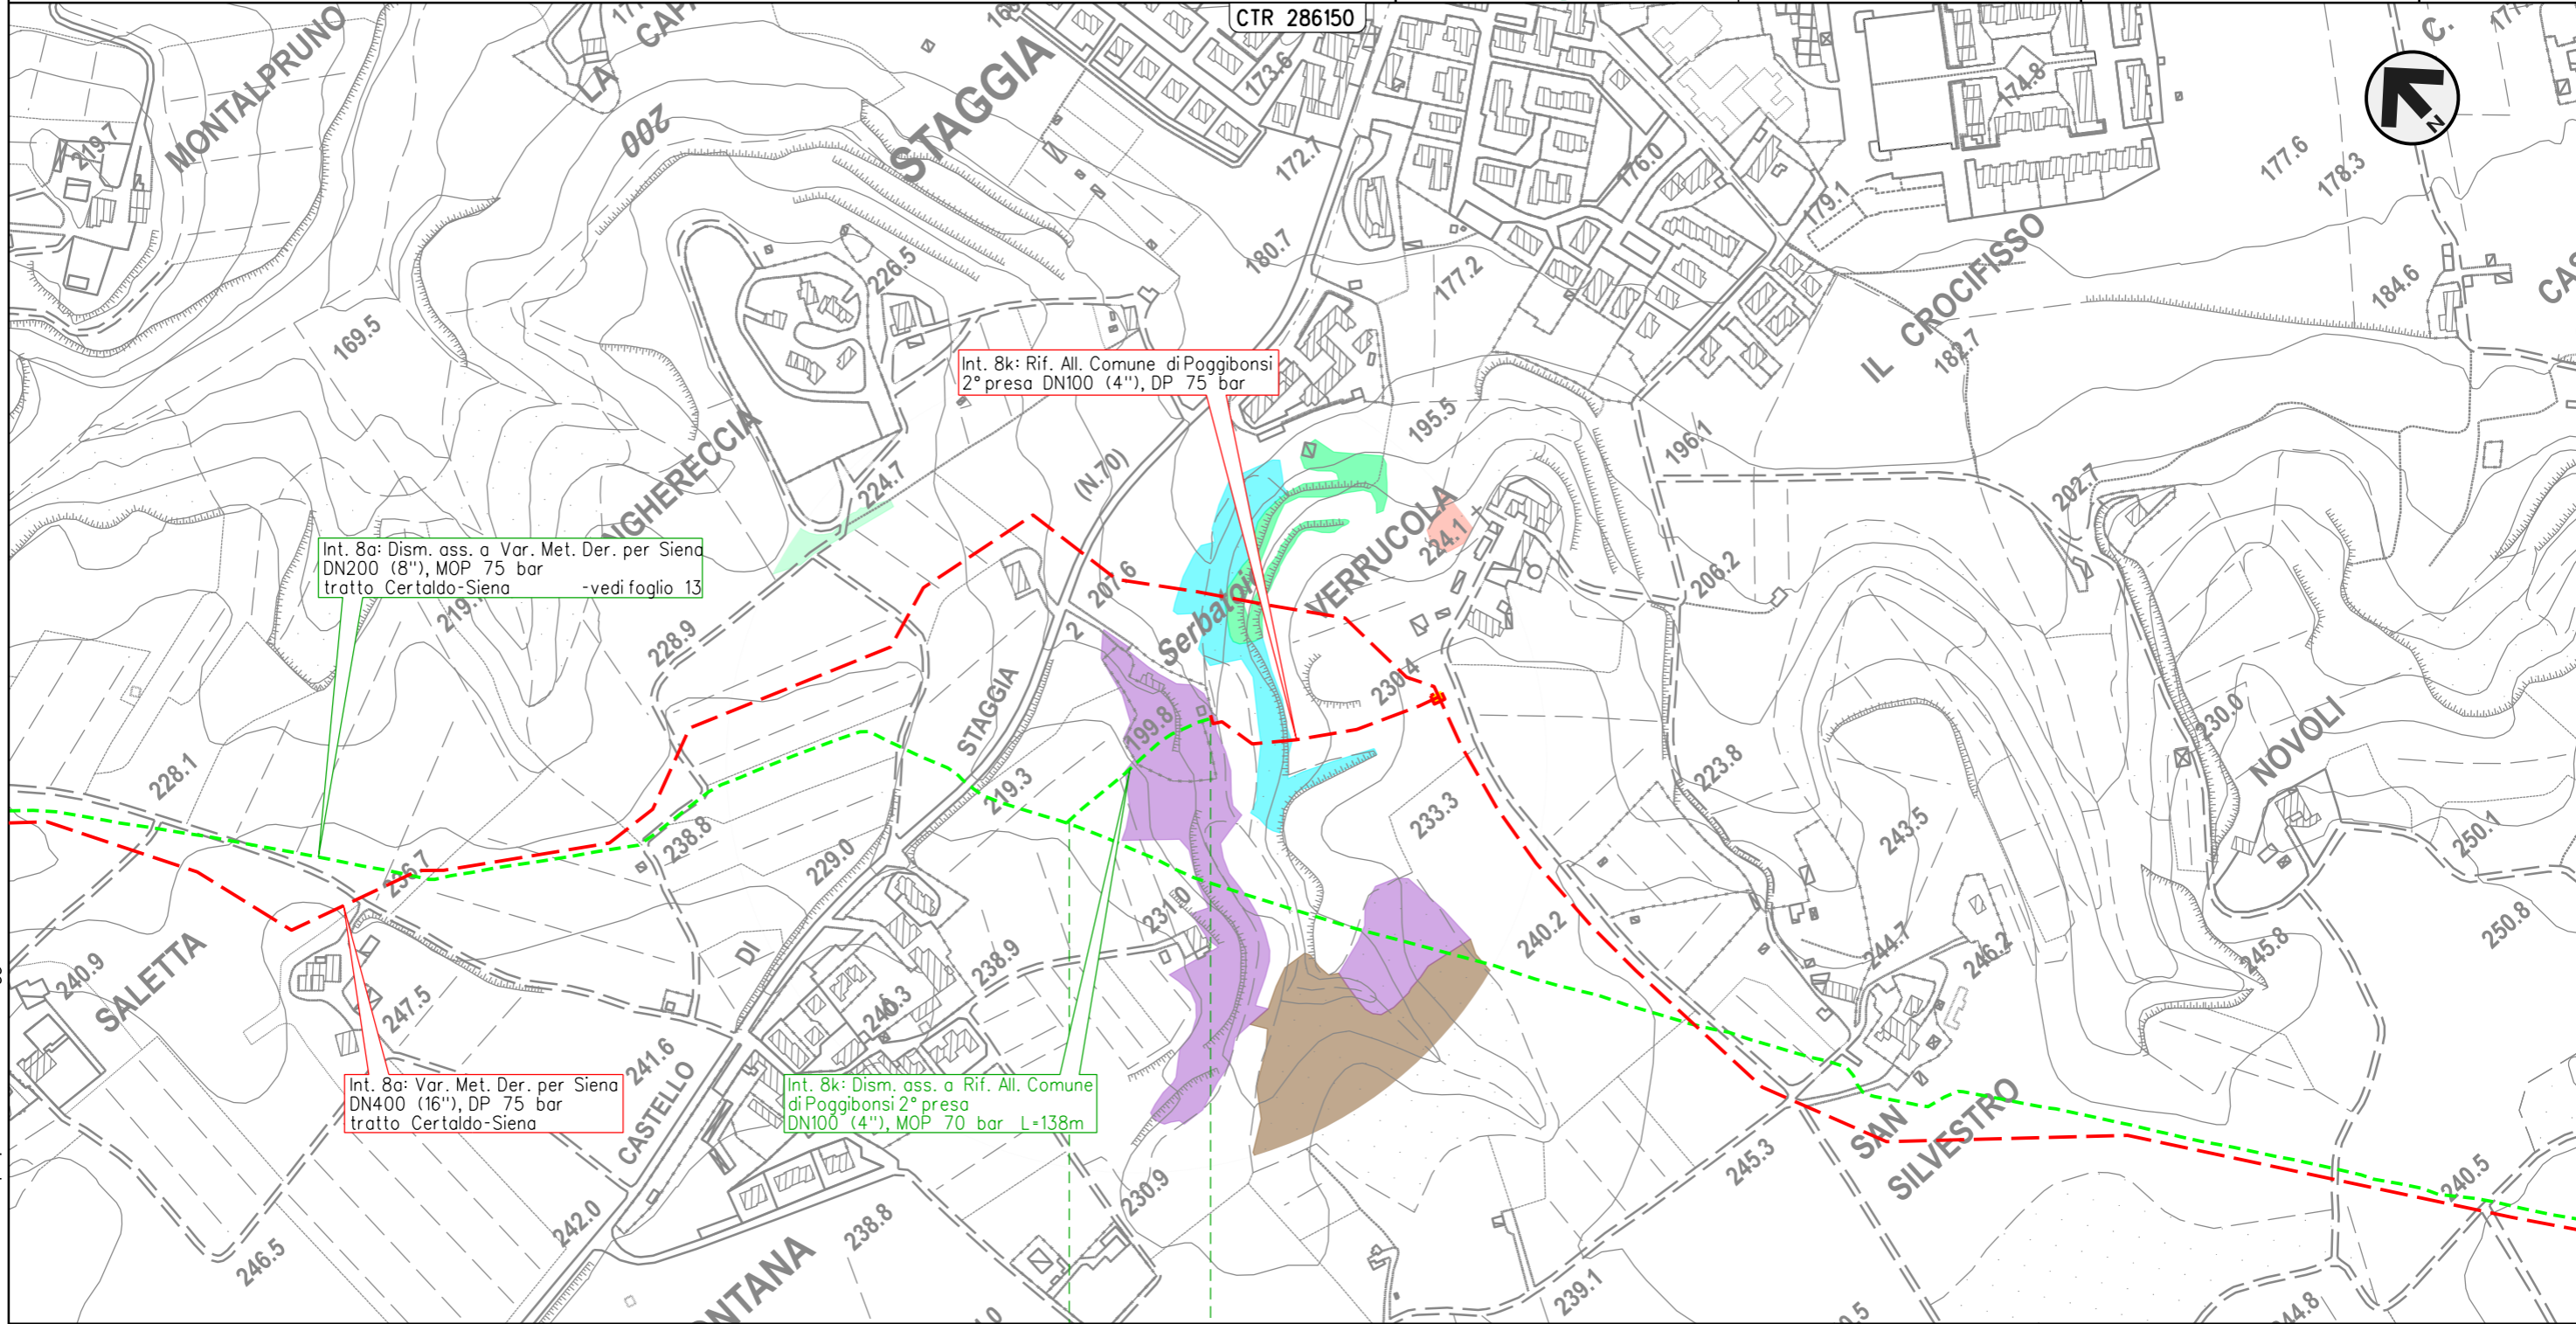 CTR 286150
MONTALPRUNO
LA
CAP
STAGGIA
C.
N
200
219.7
173.6
172.7
174.8
176.0
177.6
178.3
179.1
180.7
177.2
184.6
226.5
169.5
IL CROCIFISSO
182.7
CAS
Int. 8k: Rif. All. Comune di Poggibonsi
2° presa DN100 (4"), DP 75 bar
195.5
196.1
202.7
NGHERECCIA
224.7
(N.70)
VERRUCOLA
224.1
Int. 8a: Dism. ass. a Var. Met. Der. per Siena
DN200 (8"), MOP 75 bar
tratto Certaldo-Siena -vedi foglio 13
219.
228.9
207.6
2
Serbatoi
206.2
230.4
199.8
STAGGIA
228.1
219.3
223.8
230.0
NOVOLI
238.8
229.0
233.3
243.5
250.1
236.7
231.0
240.2
244.7
246.2
245.8
250.8
SALETTA
240.9
247.5
DI
238.9
246.3
241.6
CASTELLO
Int. 8a: Var. Met. Der. per Siena
DN400 (16"), DP 75 bar
tratto Certaldo-Siena
Int. 8k: Dism. ass. a Rif. All. Comune
di Poggibonsi 2° presa
DN100 (4"), MOP 70 bar L=138m
SAN
SILVESTRO
245.3
240.5
230.9
242.0
238.8
246.5
ONTANA
239.1
44.8